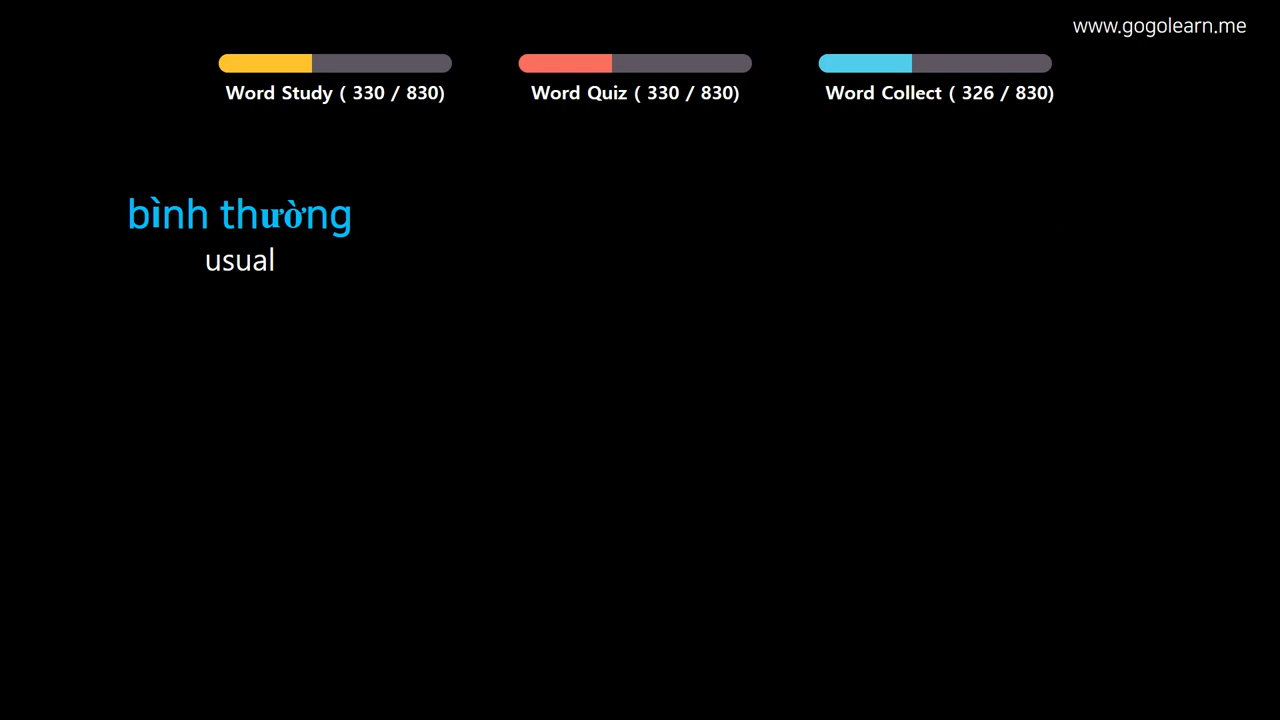 www.gogolearn.me
Word Study ( 330 / 830)
Word Quiz ( 330 / 830)
Word Collect ( 326 / 830)
bình thường
usual